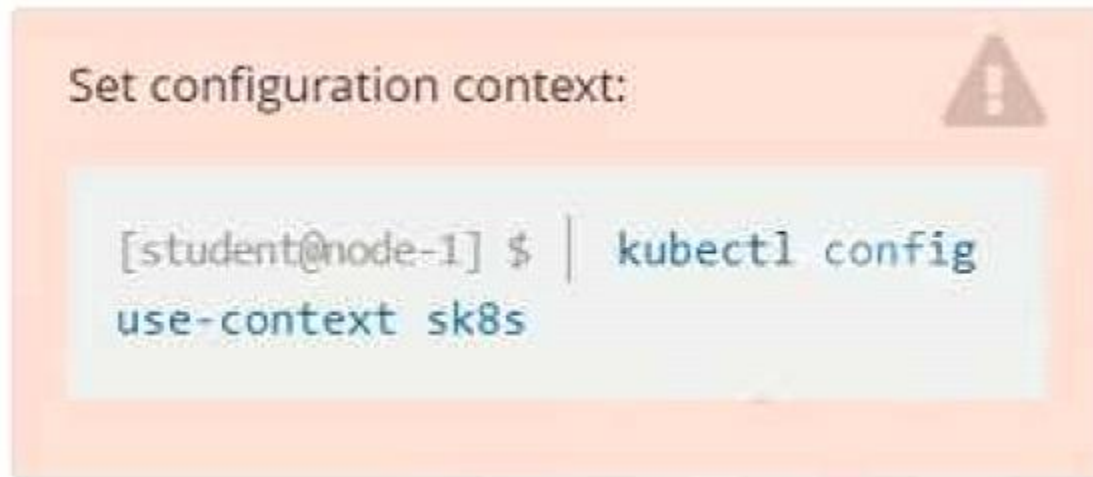 Set configuration context:
[student@node-1] $ | kubectl config
use-context sk8s